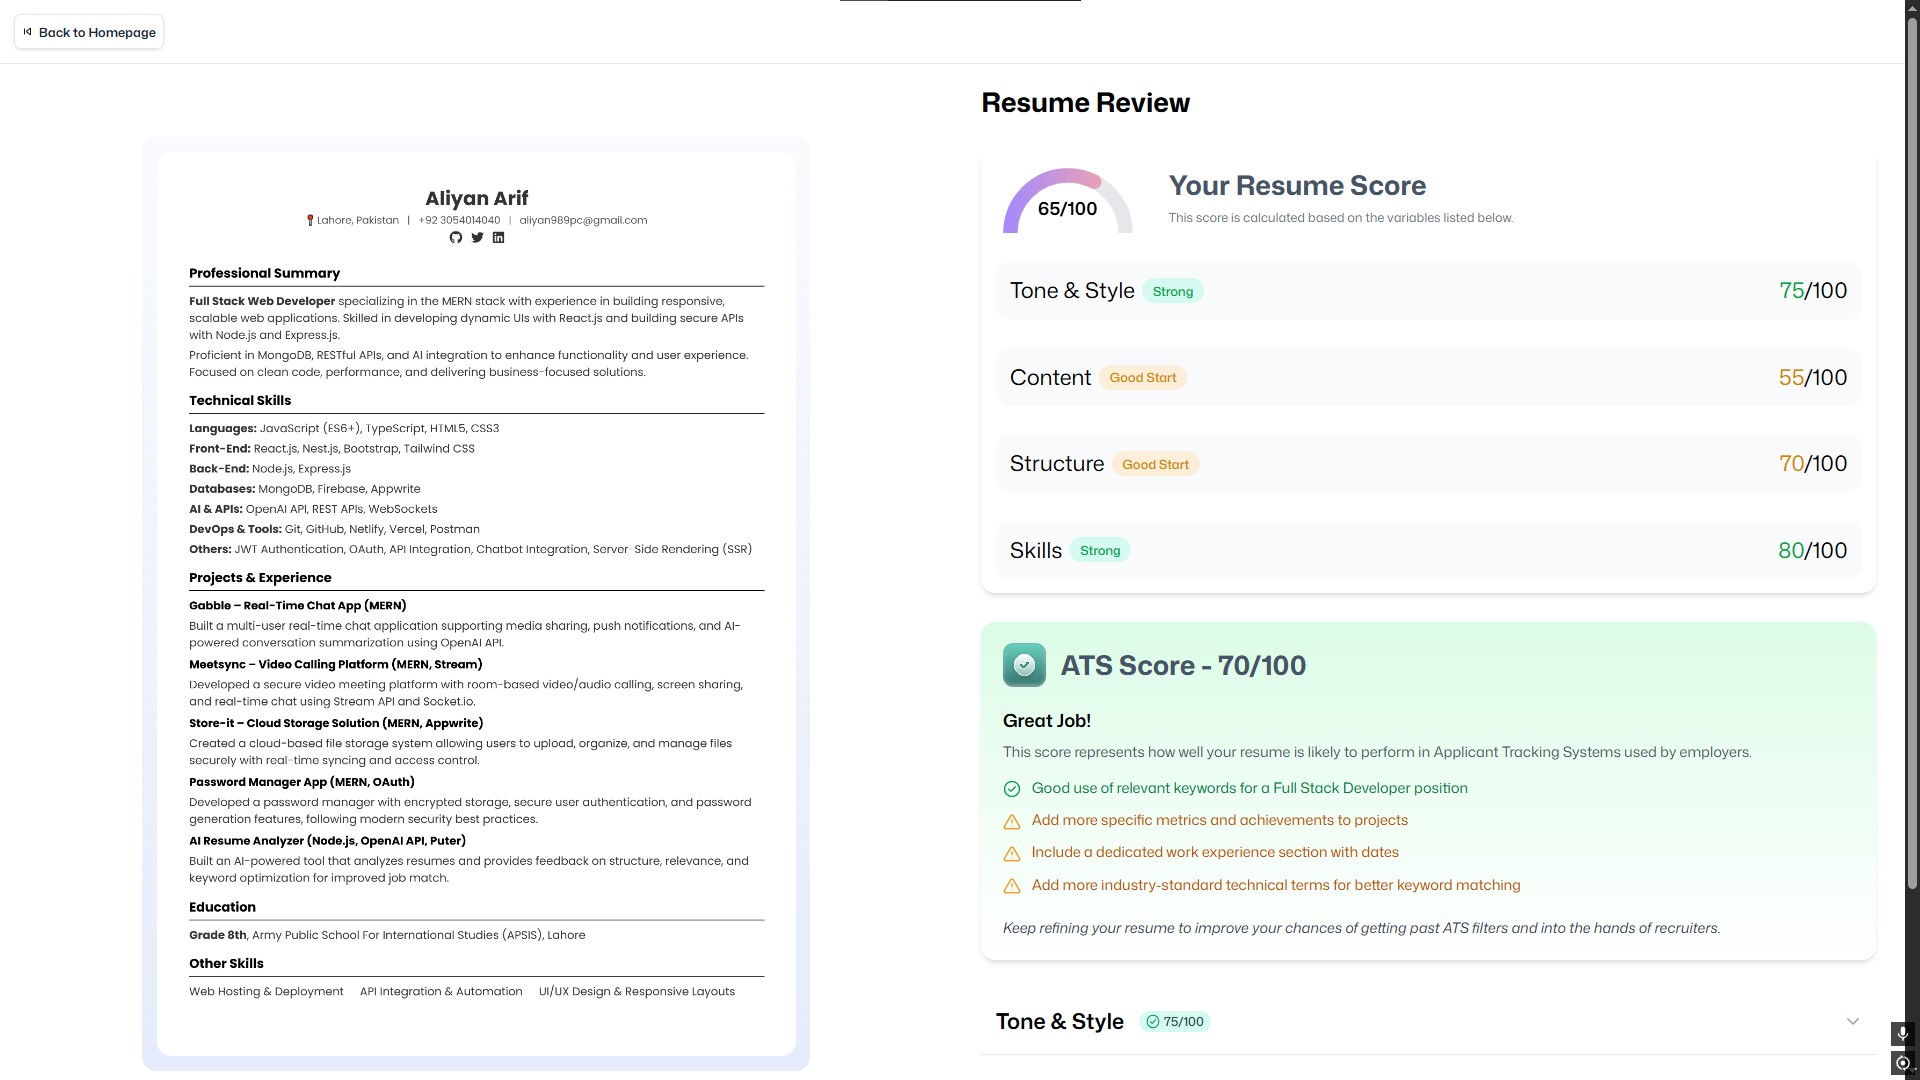 Back to Homepage
Aliyan Arif
Lahore, Pakistan | +92 3054014040 | aliyan989pc@gmail.com
Professional Summary
Full Stack Web Developer specializing in the MERN stack with experience in building responsive,
scalable web applications. Skilled in developing dynamic UIs with React.js and building secure APIs
with Node.js and Express.js.
Proficient in MongoDB, RESTful APIs, and AI integration to enhance functionality and user experience.
Focused on clean code, performance, and delivering business-focused solutions.
Technical Skills
Languages: JavaScript (ES6+), TypeScript, HTML5, CSS3
Front-End: React.js, Nest.js, Bootstrap, Tailwind CSS
Back-End: Node.js, Express.js
Databases: MongoDB, Firebase, Appwrite
AI & APIs: OpenAI API, REST APIs, WebSockets
DevOps & Tools: Git, GitHub, Netlify, Vercel, Postman
Others: JWT Authentication, OAuth, API Integration, Chatbot Integration, Server-Side Rendering (SSR)
Projects & Experience
Gabble – Real-Time Chat App (MERN)
Built a multi-user real-time chat application supporting media sharing, push notifications, and AI-
powered conversation summarization using OpenAI API.
Meetsync – Video Calling Platform (MERN, Stream)
Developed a secure video meeting platform with room-based video/audio calling, screen sharing,
and real-time chat using Stream API and Socket.io.
Store-it – Cloud Storage Solution (MERN, Appwrite)
Created a cloud-based file storage system allowing users to upload, organize, and manage files
securely with real-time syncing and access control.
Password Manager App (MERN, OAuth)
Developed a password manager with encrypted storage, secure user authentication, and password
generation features, following modern security best practices.
AI Resume Analyzer (Node.js, OpenAI API, Puter)
Built an AI-powered tool that analyzes resumes and provides feedback on structure, relevance, and
keyword optimization for improved job match.
Education
Grade 8th, Army Public School For International Studies (APSIS), Lahore
Other Skills
Web Hosting & Deployment API Integration & Automation UI/UX Design & Responsive Layouts
Resume Review
65/100
Your Resume Score
This score is calculated based on the variables listed below.
Tone & Style Strong 75/100
Content Good Start 55/100
Structure Good Start 70/100
Skills Strong 80/100
ATS Score - 70/100
Great Job!
This score represents how well your resume is likely to perform in Applicant Tracking Systems used by employers.
Good use of relevant keywords for a Full Stack Developer position
Add more specific metrics and achievements to projects
Include a dedicated work experience section with dates
Add more industry-standard technical terms for better keyword matching
Keep refining your resume to improve your chances of getting past ATS filters and into the hands of recruiters.
Tone & Style 75/100